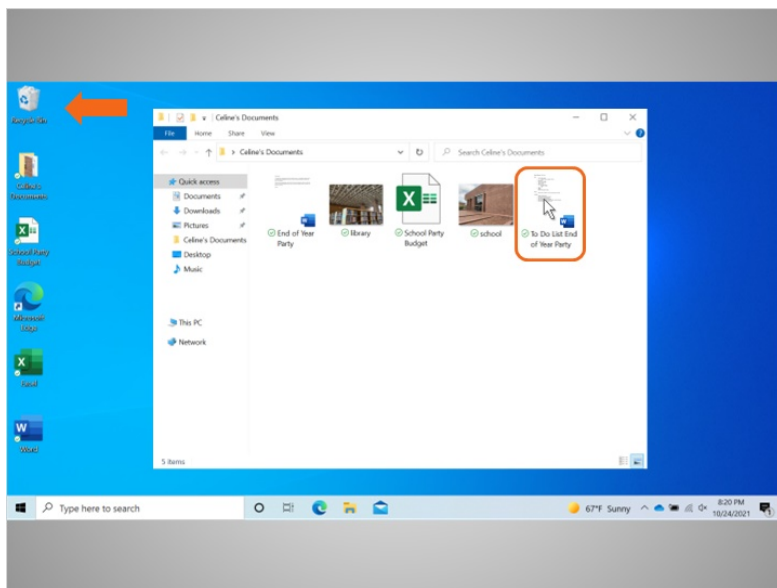 Recycle Bin
Celine's
Documents
School Party
Budget
Microsoft
Edge
Excel
Word
Celine's Documents
File Home Share View
Celine's Documents
Search Celine's Documents
Quick access
Documents
Downloads
Pictures
Celine's Documents
Desktop
Music
This PC
Network
End of Year
Party
library
School Party
Budget
school
To Do List End
of Year Party
5 items
Type here to search
67°F Sunny
8:20 PM
10/24/2021